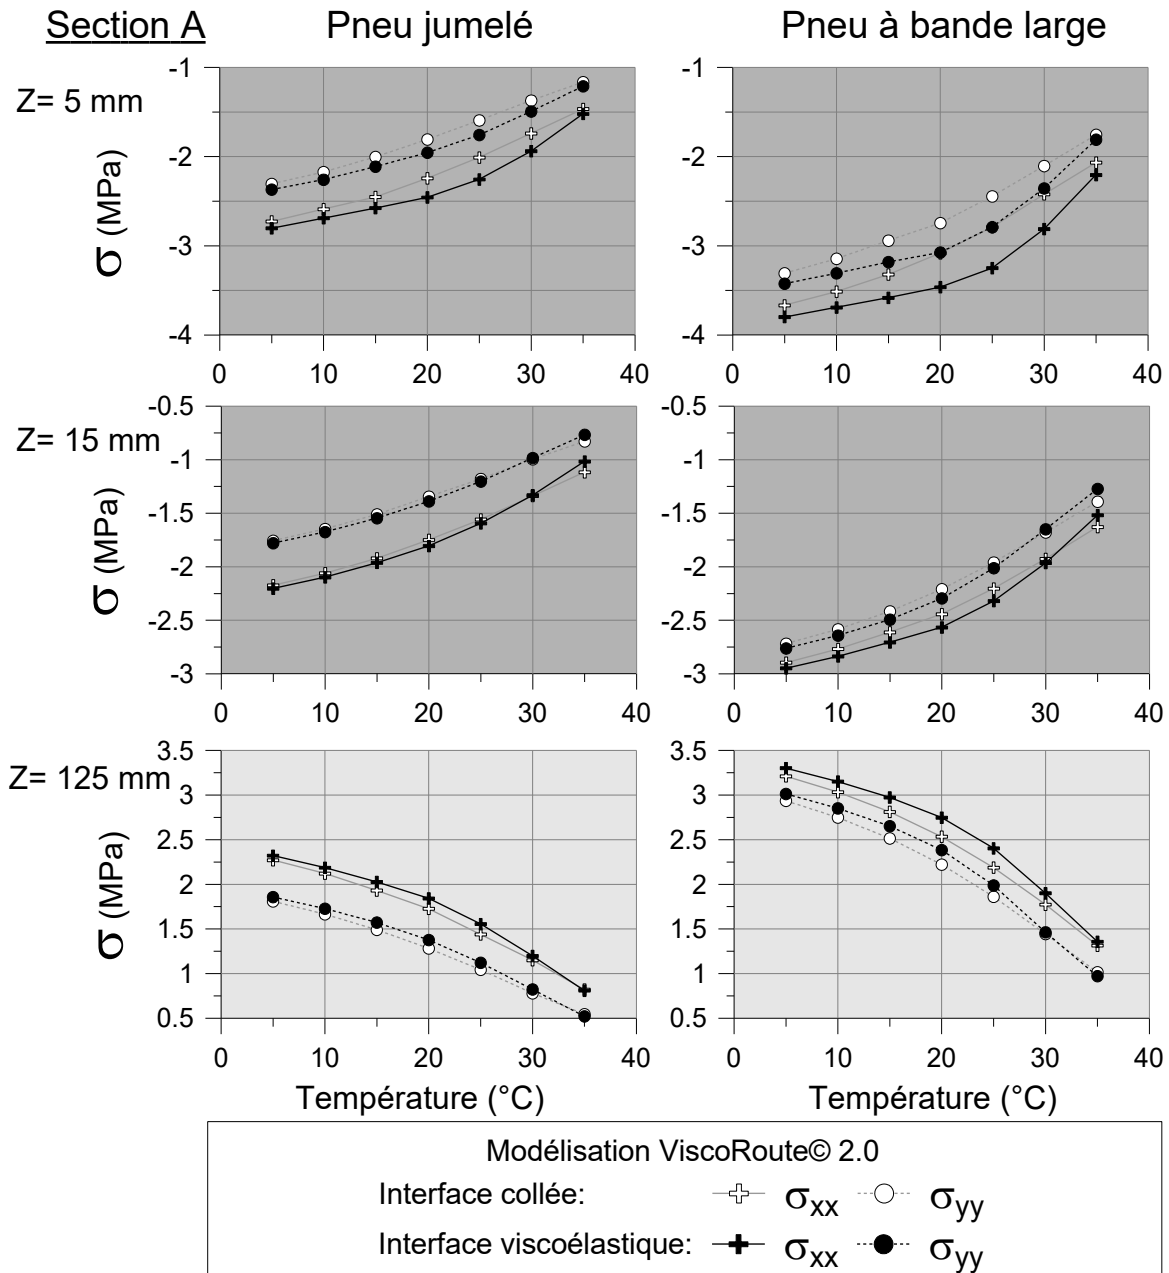 Section A Pneu jumelé Pneu à bande large
Z= 5 mm
σ (MPa)
-1
-2
-3
-4
0 10 20 30 40
-1
-2
-3
-4
0 10 20 30 40
Z= 15 mm
σ (MPa)
-0.5
-1
-1.5
-2
-2.5
-3
0 10 20 30 40
-0.5
-1
-1.5
-2
-2.5
-3
0 10 20 30 40
Z= 125 mm
σ (MPa)
3.5
3
2.5
2
1.5
1
0.5
0 10 20 30 40
Température (°C)
3.5
3
2.5
2
1.5
1
0.5
0 10 20 30 40
Température (°C)
Modélisation ViscoRoute© 2.0
Interface collée: σxx σyy
Interface viscoélastique: σxx σyy